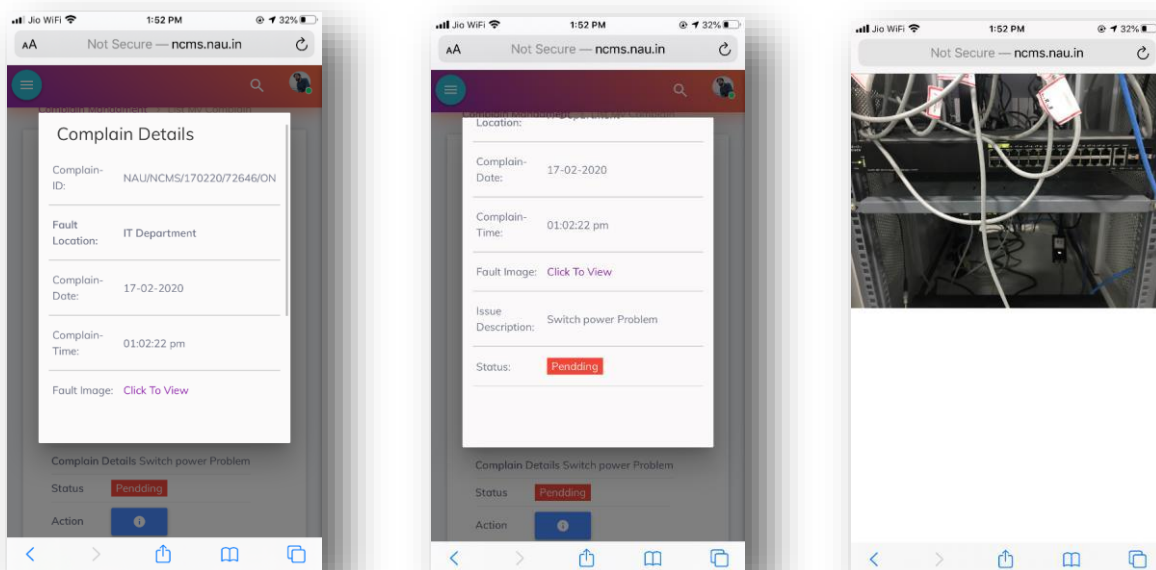 Jio WiFi 1:52 PM 32%
AA Not Secure — ncms.nau.in
Complain Details
Complain-
ID:
NAU/NCMS/170220/72646/ON
Fault
Location:
IT Department
Complain-
Date:
17-02-2020
Complain-
Time:
01:02:22 pm
Fault Image: Click To View
Complain Details Switch power Problem
Status Pendding
Action
Jio WiFi 1:52 PM 32%
AA Not Secure — ncms.nau.in
Location:
Complain-
Date:
17-02-2020
Complain-
Time:
01:02:22 pm
Fault Image: Click To View
Issue
Description:
Switch power Problem
Status: Pendding
Complain Details Switch power Problem
Status Pendding
Action
Jio WiFi 1:52 PM 32%
Not Secure — ncms.nau.in